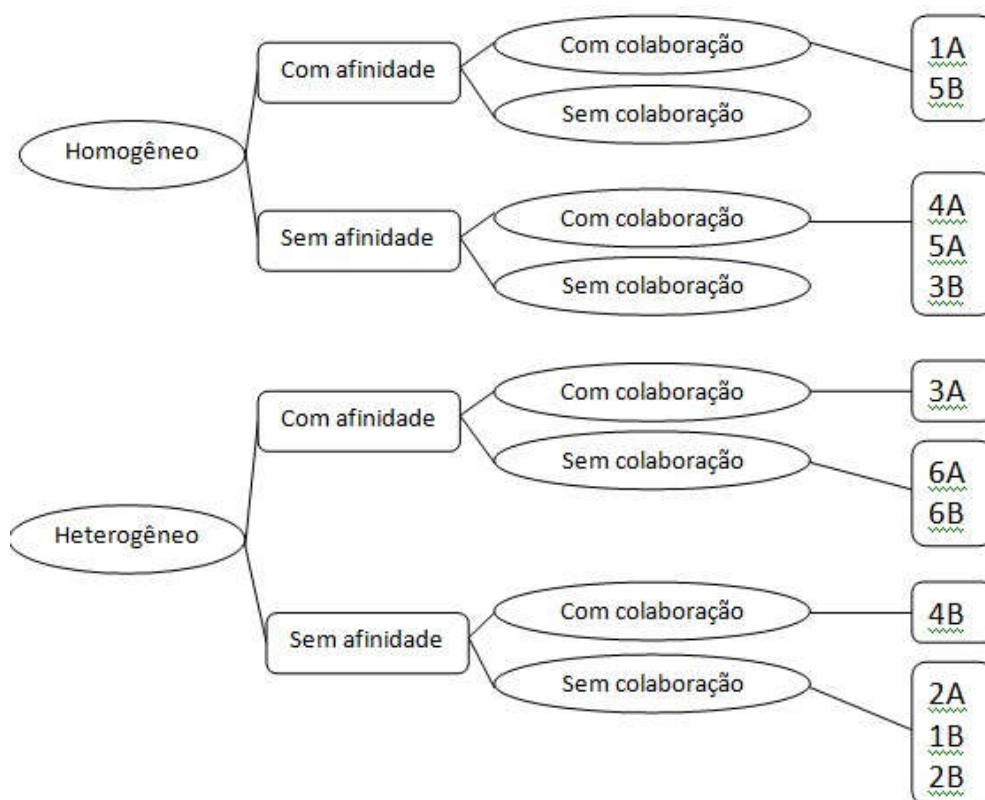 Homogêneo
Com afinidade
Com colaboração
1A
5B
Sem colaboração
Sem afinidade
Com colaboração
4A
5A
3B
Sem colaboração
Heterogêneo
Com afinidade
Com colaboração
3A
Sem colaboração
6A
6B
Sem afinidade
Com colaboração
4B
Sem colaboração
2A
1B
2B